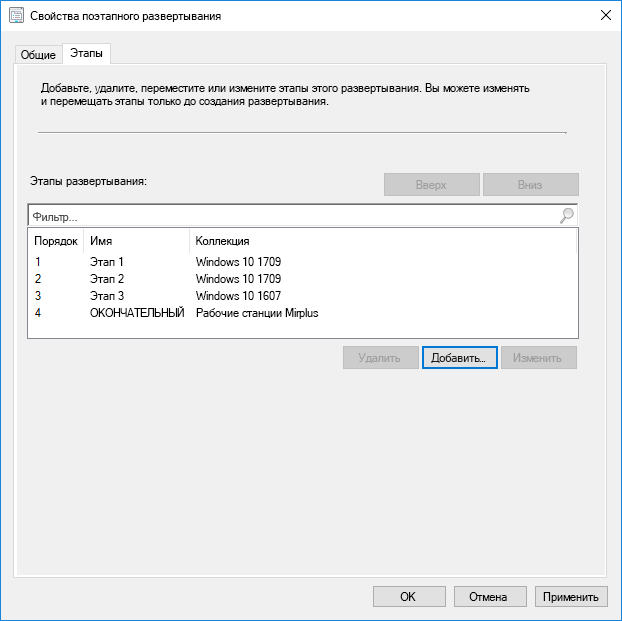 Свойства поэтапного развертывания
Общие
Этапы
Добавьте, удалите, переместите или измените этапы этого развертывания. Вы можете изменять
и перемещать этапы только до создания развертывания.
Этапы развертывания:
Вверх
Вниз
Фильтр...
Порядок Имя Коллекция
1 Этап 1 Windows 10 1709
2 Этап 2 Windows 10 1709
3 Этап 3 Windows 10 1607
4 ОКОНЧАТЕЛЬНЫЙ Рабочие станции Mirplus
Удалить
Добавить...
Изменить
OK
Отмена
Применить